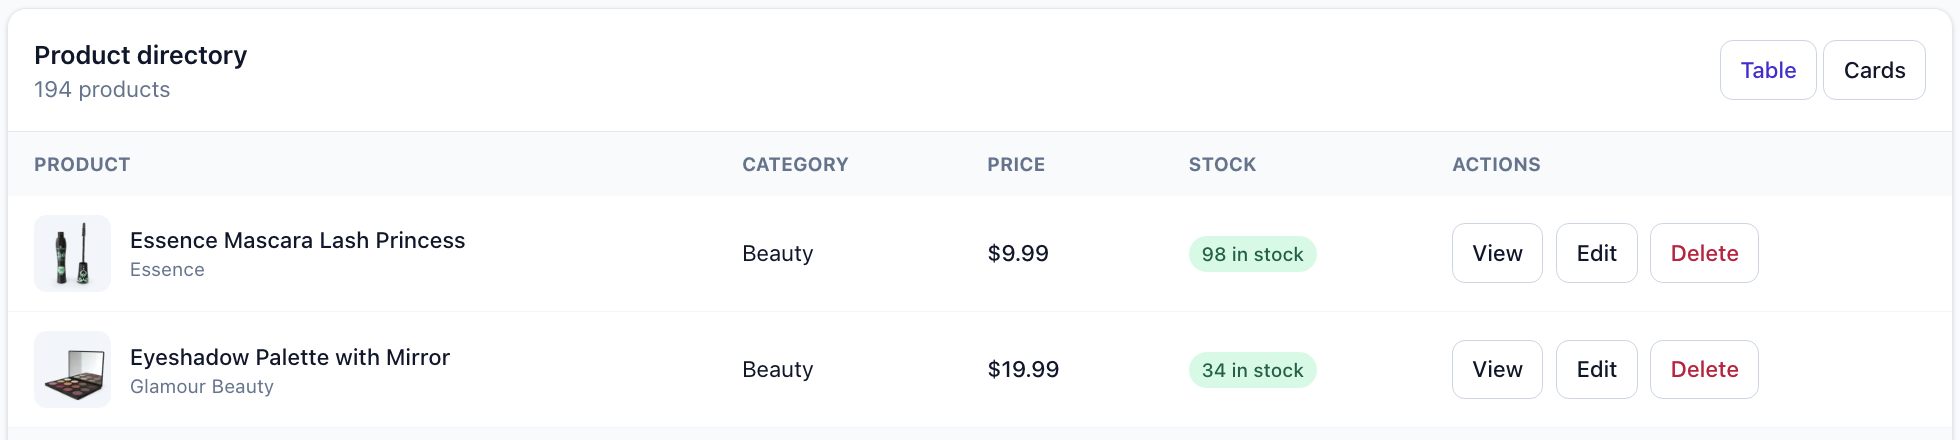 Product directory
194 products
Table Cards
PRODUCT CATEGORY PRICE STOCK ACTIONS
Essence Mascara Lash Princess
Essence
Beauty $9.99 98 in stock View Edit Delete
Eyeshadow Palette with Mirror
Glamour Beauty
Beauty $19.99 34 in stock View Edit Delete